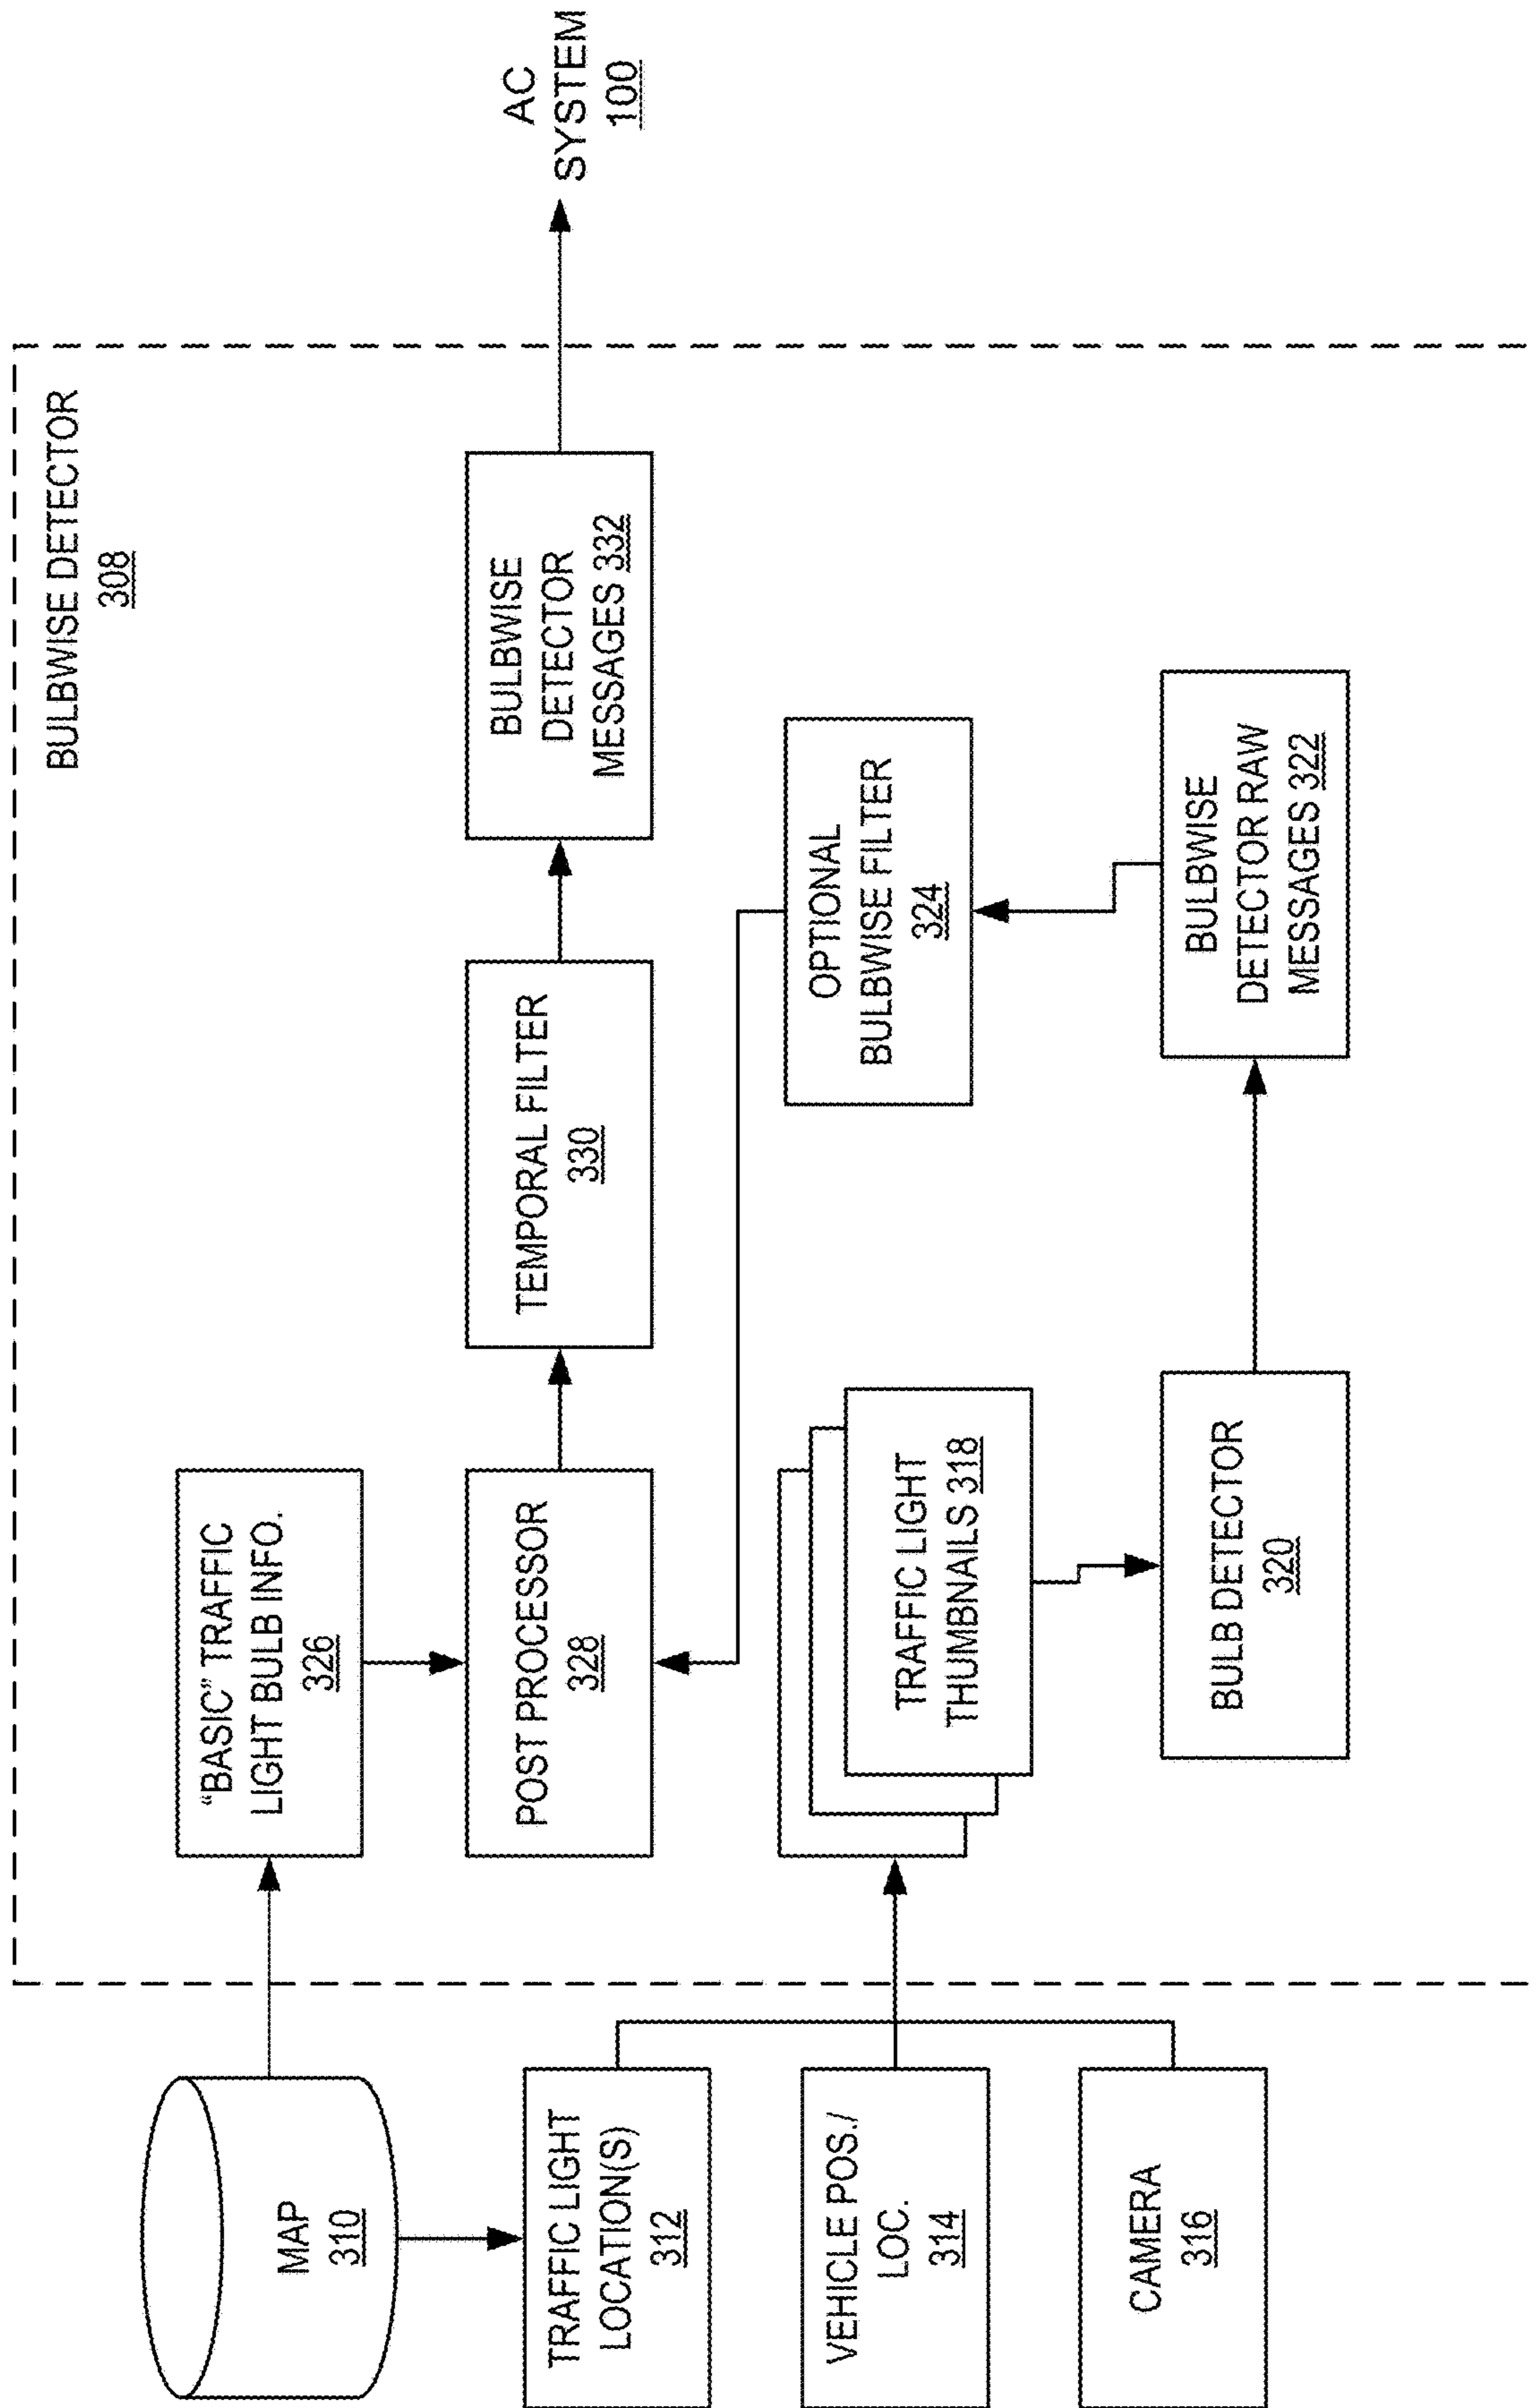 BULBWISE DETECTOR
308
MAP
310
"BASIC" TRAFFIC
LIGHT BULB INFO.
326
TRAFFIC LIGHT
LOCATION(S)
312
POST PROCESSOR
328
TEMPORAL FILTER
330
BULBWISE
DETECTOR
MESSAGES 332
AC
SYSTEM
100
VEHICLE POS./
LOC.
314
TRAFFIC LIGHT
THUMBNAILS 318
OPTIONAL
BULBWISE FILTER
324
CAMERA
316
BULB DETECTOR
320
BULBWISE
DETECTOR RAW
MESSAGES 322